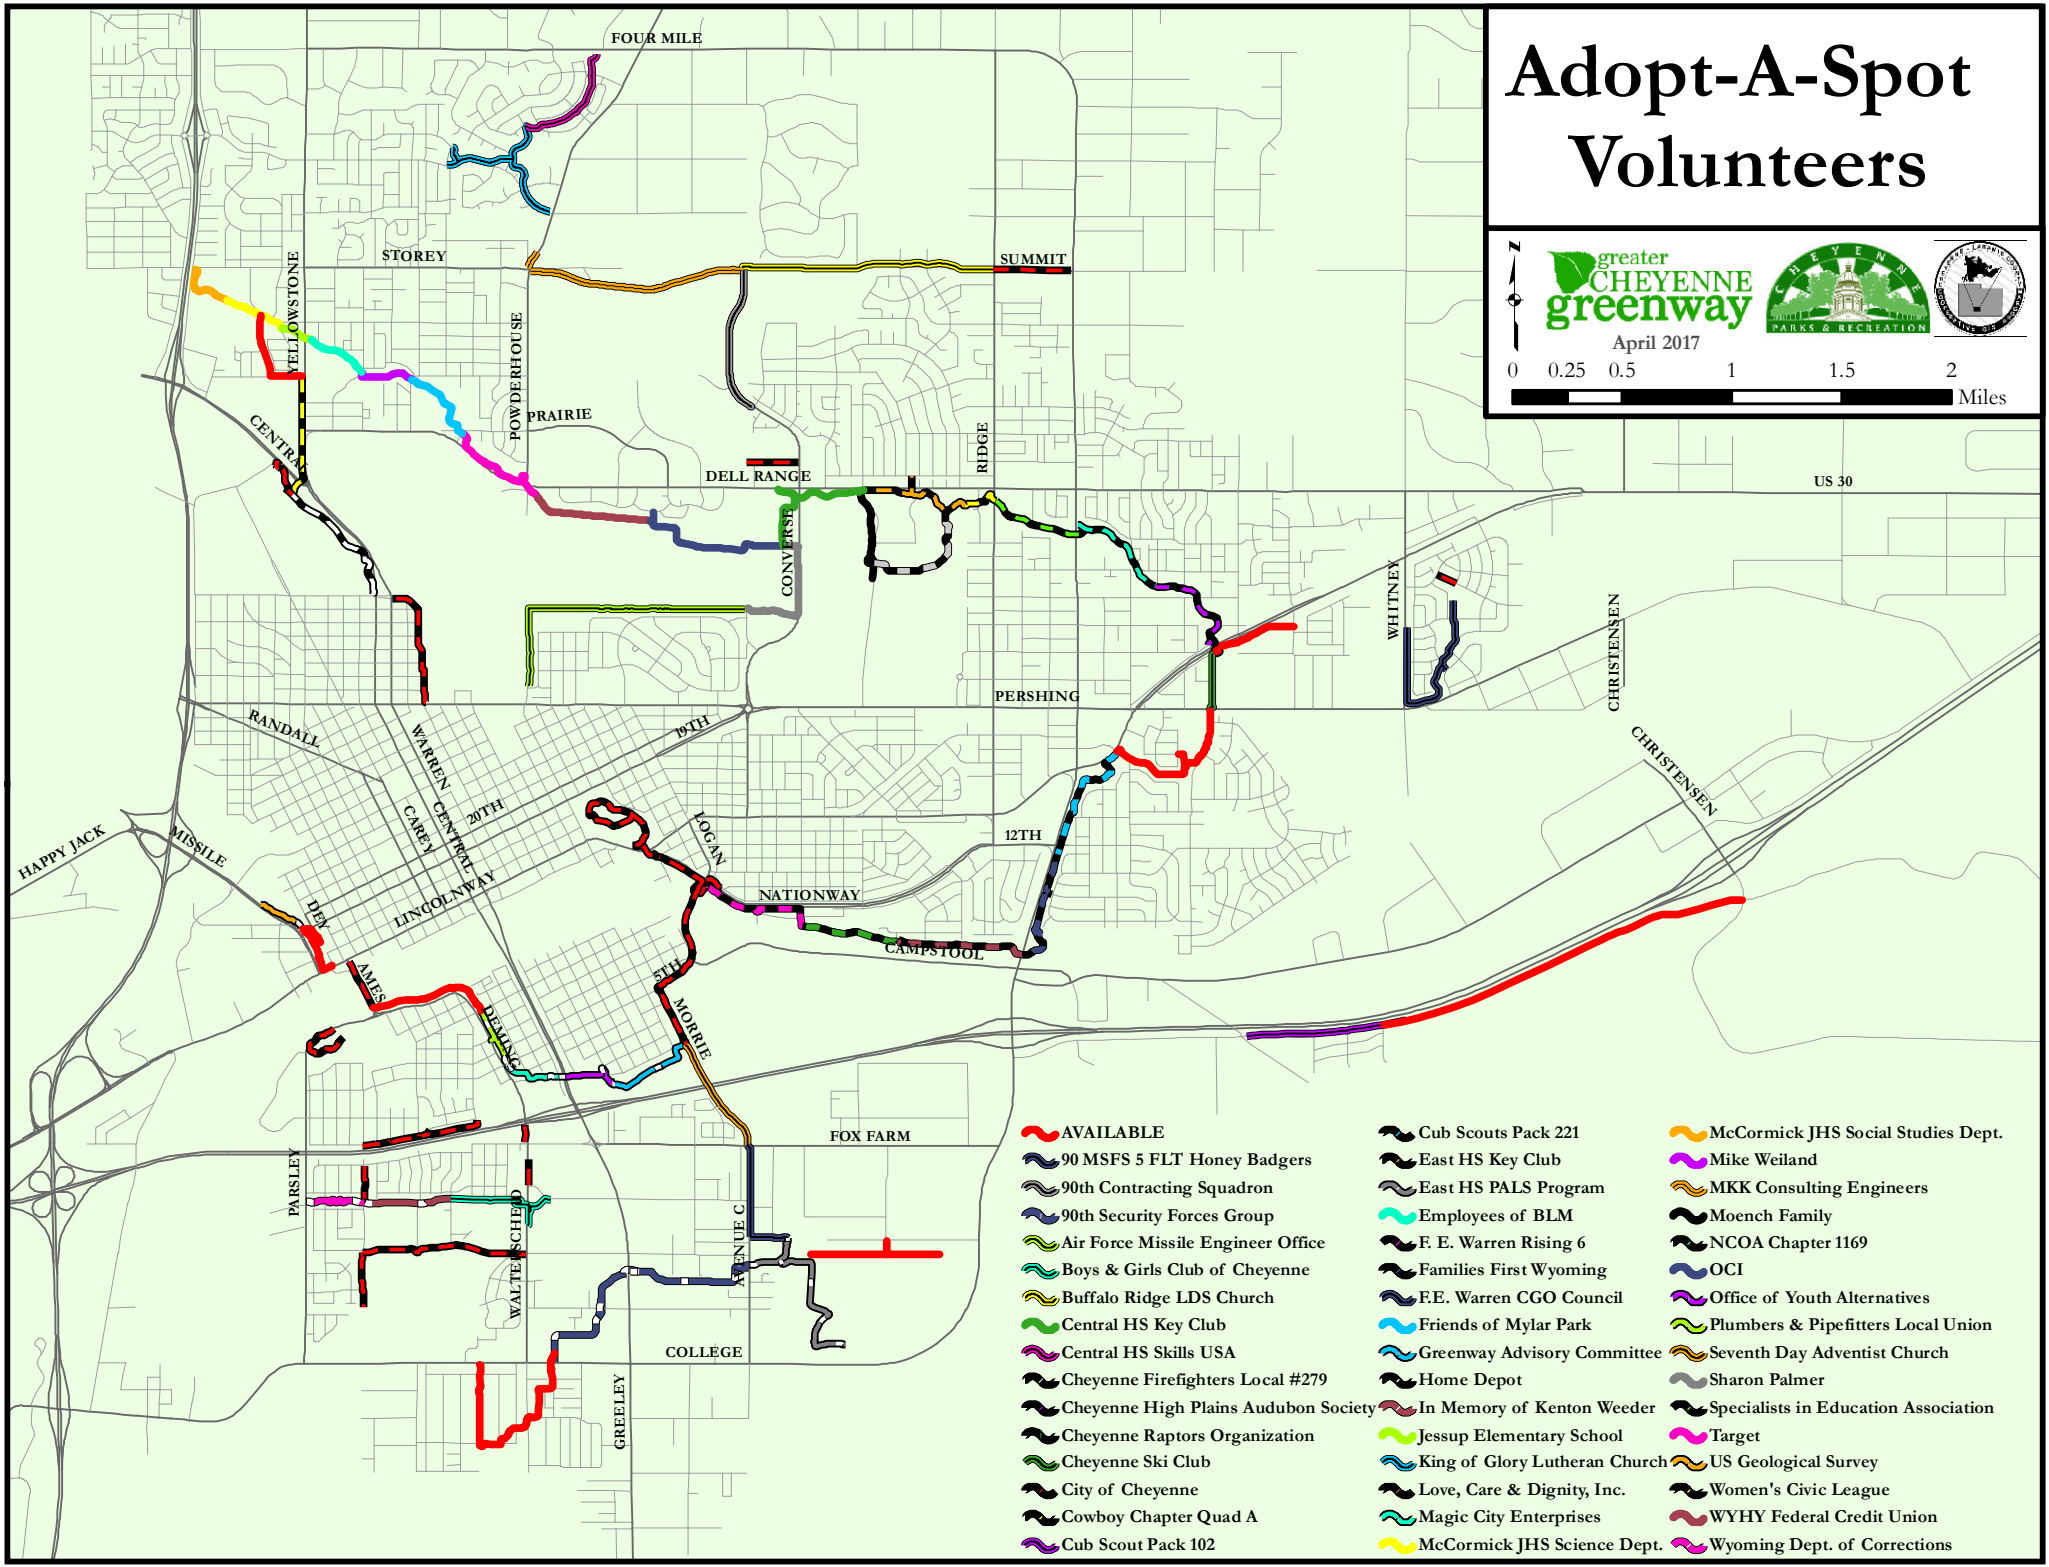 Adopt-A-Spot
Volunteers
N
greater
CHEYENNE
greenway
CHEYENNE
PARKS & RECREATION
April 2017
0 0.25 0.5 1 1.5 2
Miles
FOUR MILE
STOREY
SUMMIT
YELLOWSTONE
POWDERHOUSE
PRAIRIE
CENTRAL
DELL RANGE
RIDGE
US 30
CONVERSE
WHITNEY
CHRISTENSEN
PERSHING
RANDALL
WARREN
19TH
CHRISTENSEN
20TH
CENTRAL
CAREY
LOGAN
12TH
HAPPY JACK
MISSILE
LINCOLNWAY
DEY
NATIONWAY
CAMPSTOOL
AMES
5TH
DEMING
MORRIE
PARSLEY
FOX FARM
WALTERSCHEID
AVENUE C
COLLEGE
GREELEY
AVAILABLE
90 MSFS 5 FLT Honey Badgers
90th Contracting Squadron
90th Security Forces Group
Air Force Missile Engineer Office
Boys & Girls Club of Cheyenne
Buffalo Ridge LDS Church
Central HS Key Club
Central HS Skills USA
Cheyenne Firefighters Local #279
Cheyenne High Plains Audubon Society
Cheyenne Raptors Organization
Cheyenne Ski Club
City of Cheyenne
Cowboy Chapter Quad A
Cub Scout Pack 102
Cub Scouts Pack 221
East HS Key Club
East HS PALS Program
Employees of BLM
F. E. Warren Rising 6
Families First Wyoming
F.E. Warren CGO Council
Friends of Mylar Park
Greenway Advisory Committee
Home Depot
In Memory of Kenton Weeder
Jessup Elementary School
King of Glory Lutheran Church
Love, Care & Dignity, Inc.
Magic City Enterprises
McCormick JHS Science Dept.
McCormick JHS Social Studies Dept.
Mike Weiland
MKK Consulting Engineers
Moench Family
NCOA Chapter 1169
OCI
Office of Youth Alternatives
Plumbers & Pipefitters Local Union
Seventh Day Adventist Church
Sharon Palmer
Specialists in Education Association
Target
US Geological Survey
Women's Civic League
WYHY Federal Credit Union
Wyoming Dept. of Corrections